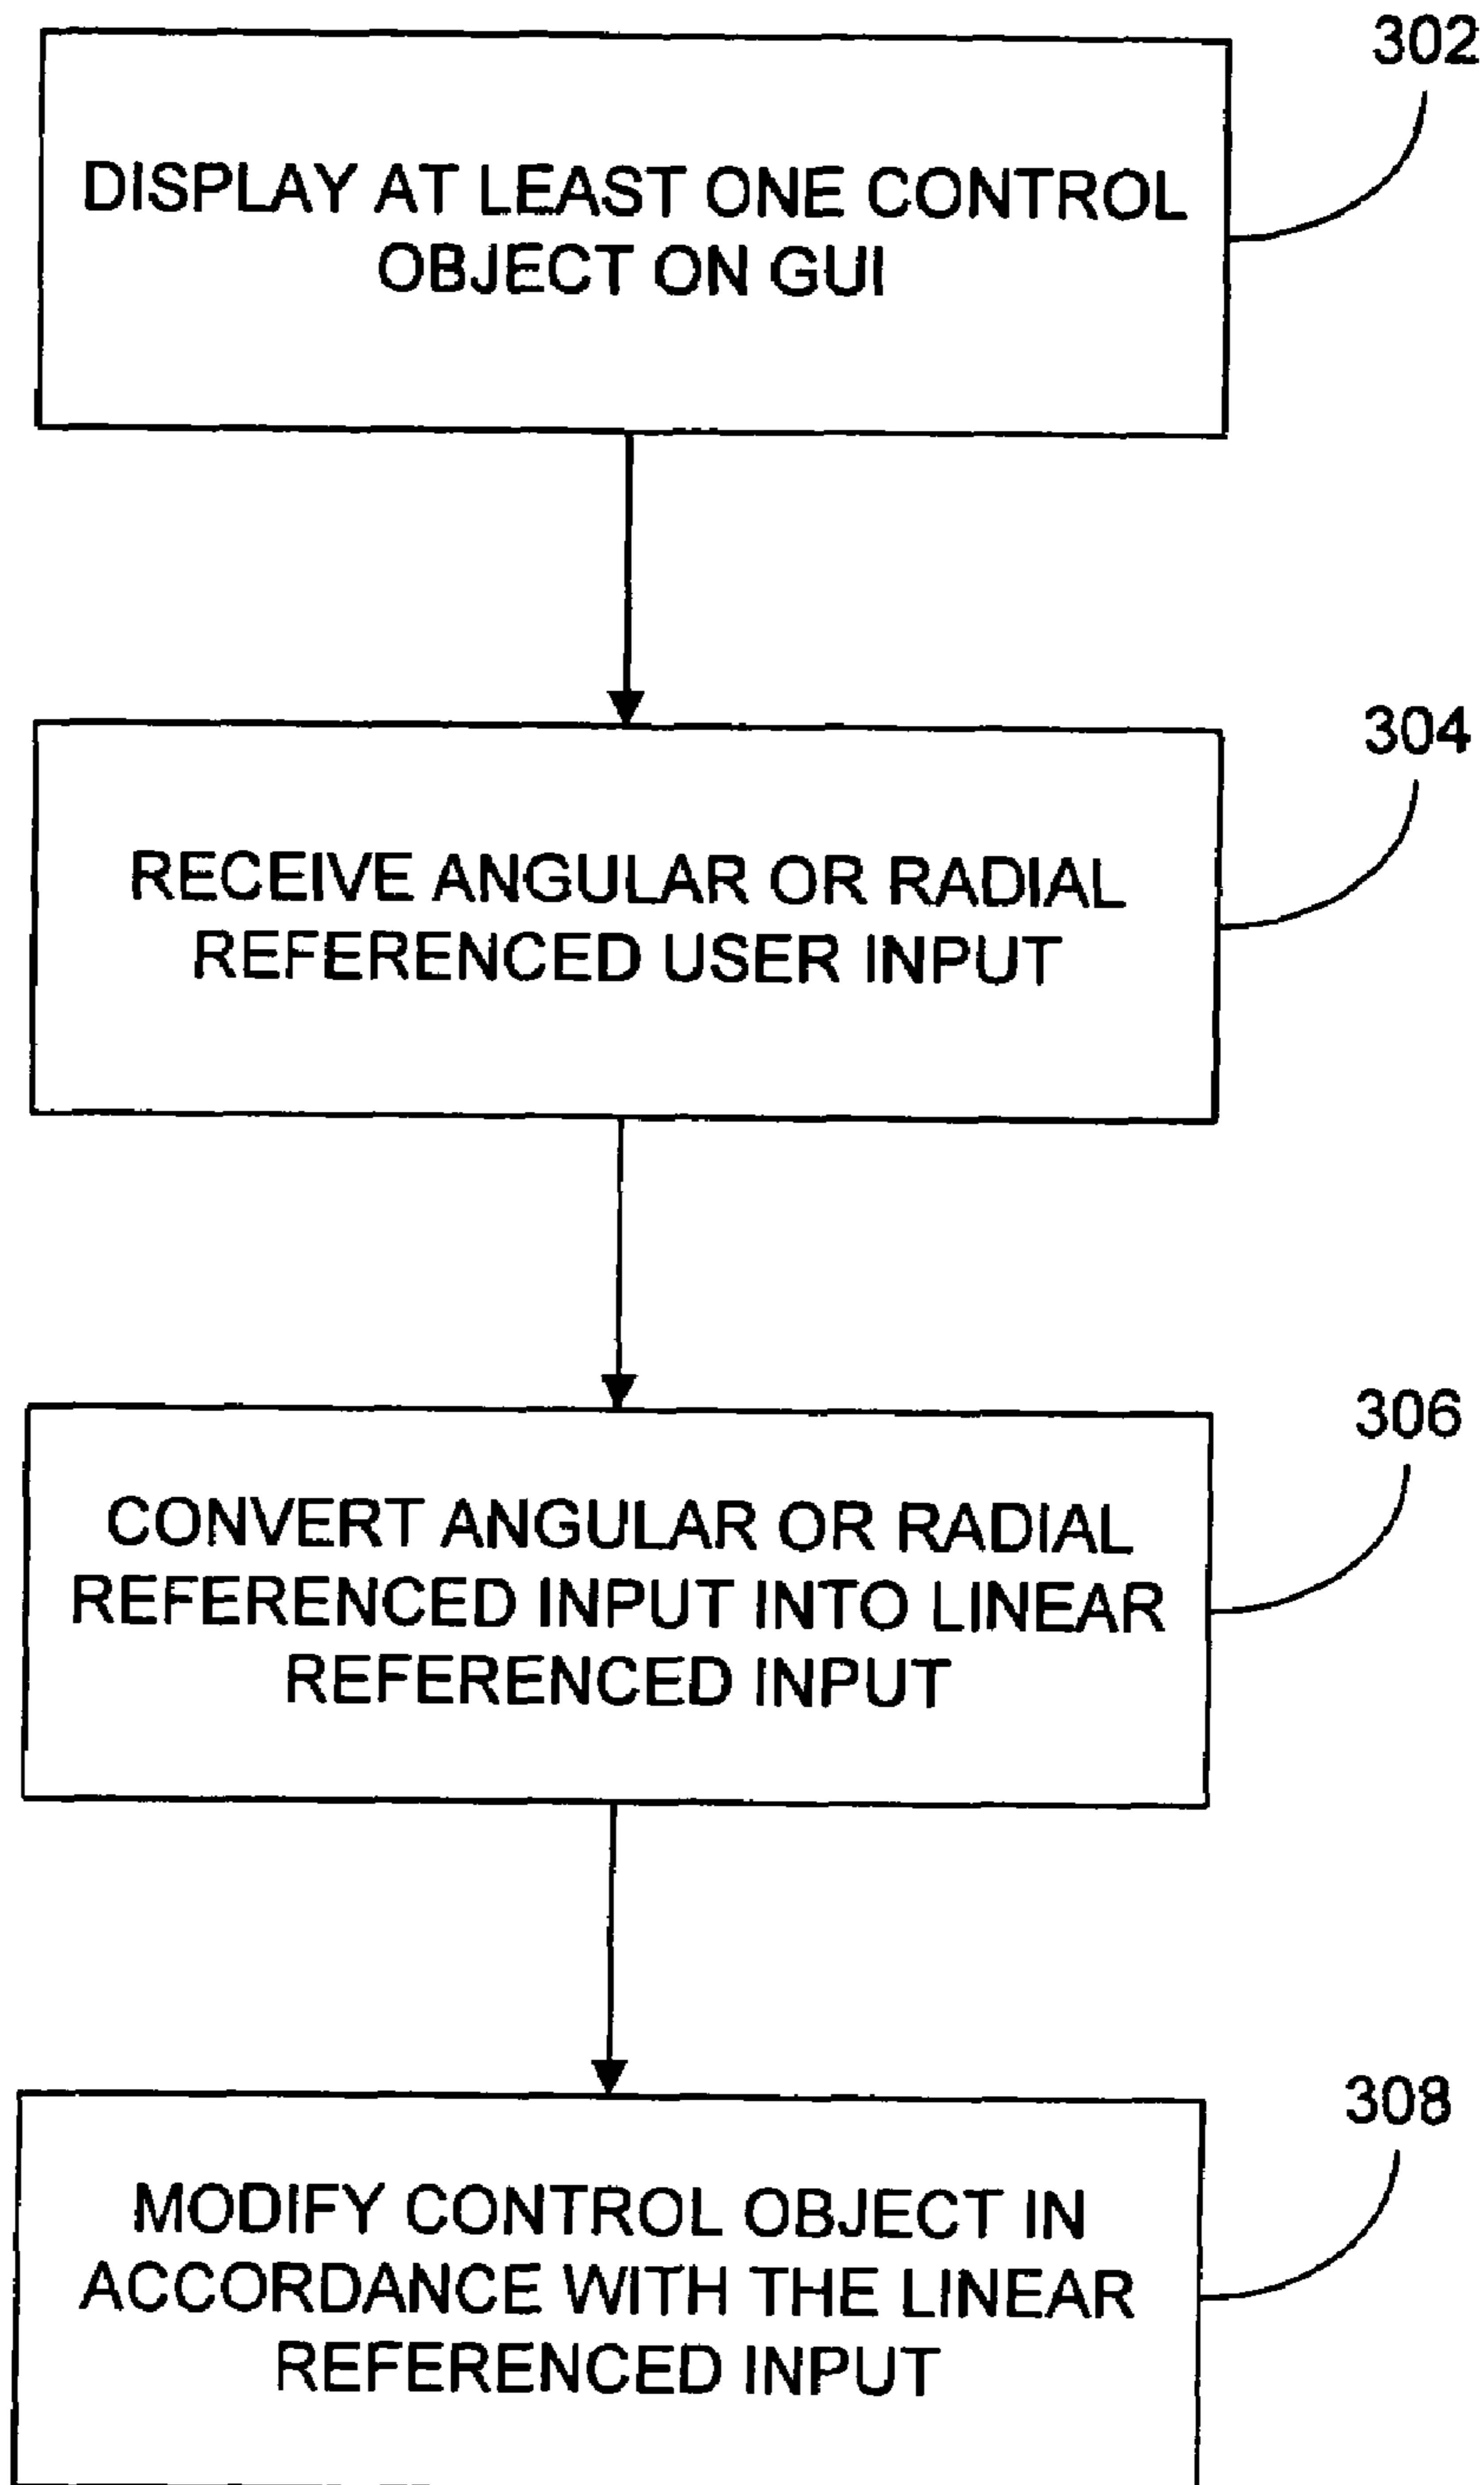 302
DISPLAY AT LEAST ONE CONTROL
OBJECT ON GUI
304
RECEIVE ANGULAR OR RADIAL
REFERENCED USER INPUT
306
CONVERT ANGULAR OR RADIAL
REFERENCED INPUT INTO LINEAR
REFERENCED INPUT
308
MODIFY CONTROL OBJECT IN
ACCORDANCE WITH THE LINEAR
REFERENCED INPUT